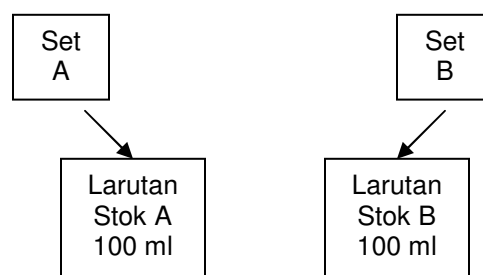 Set
A
Set
B
Larutan
Stok A
100 ml
Larutan
Stok B
100 ml